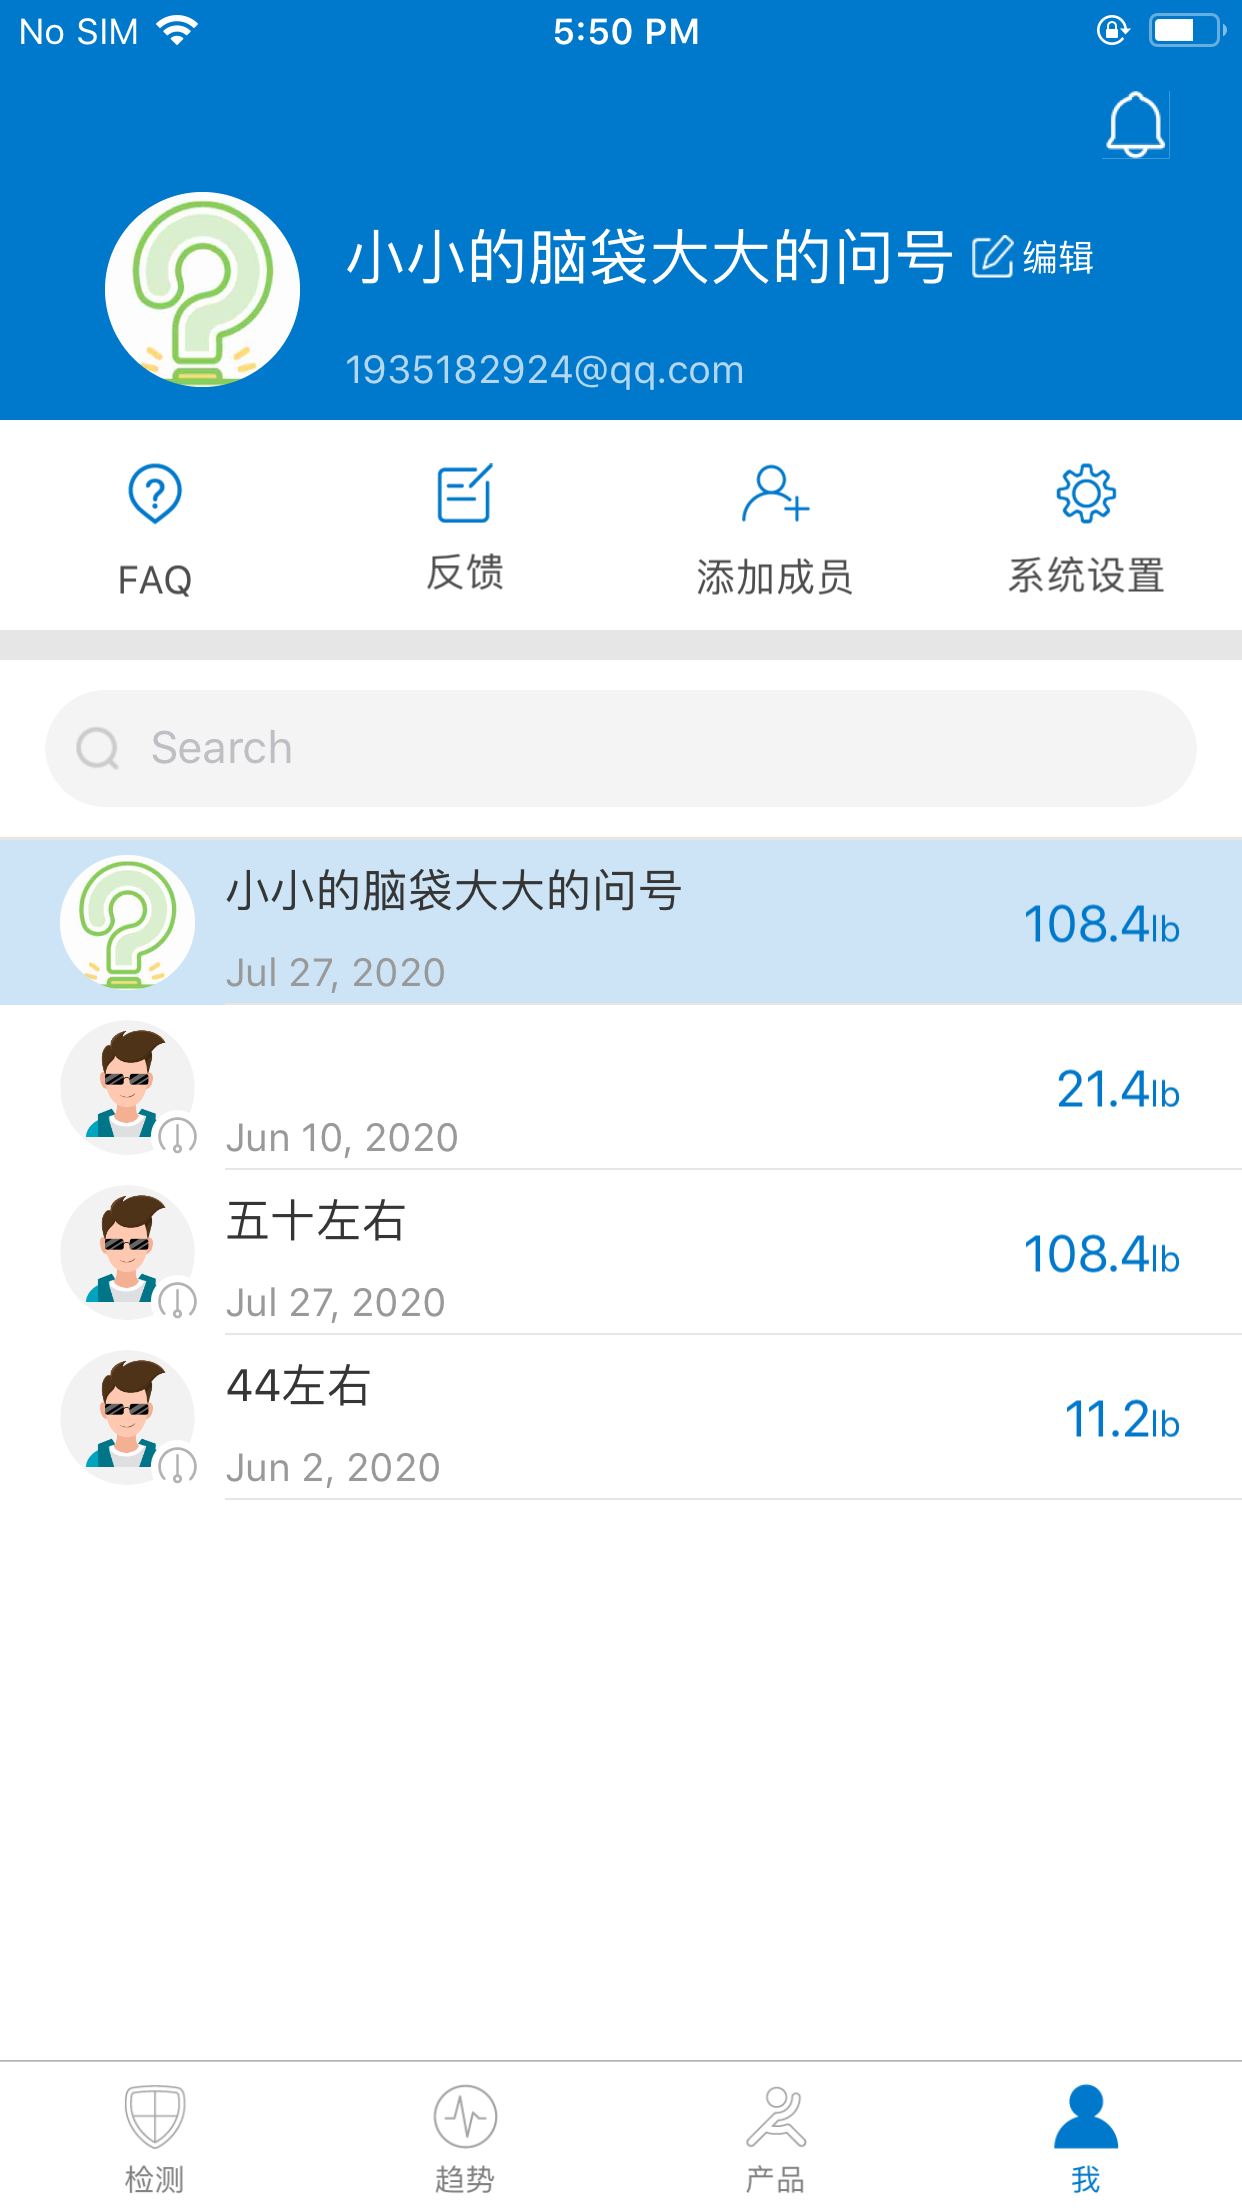 No SIM 5:50 PM
小小的脑袋大大的问号 编辑
1935182924@qq.com
FAQ 反馈 添加成员 系统设置
Search
小小的脑袋大大的问号
108.4lb
Jul 27, 2020
21.4lb
Jun 10, 2020
五十左右
108.4lb
Jul 27, 2020
44左右
11.2lb
Jun 2, 2020
检测 趋势 产品 我